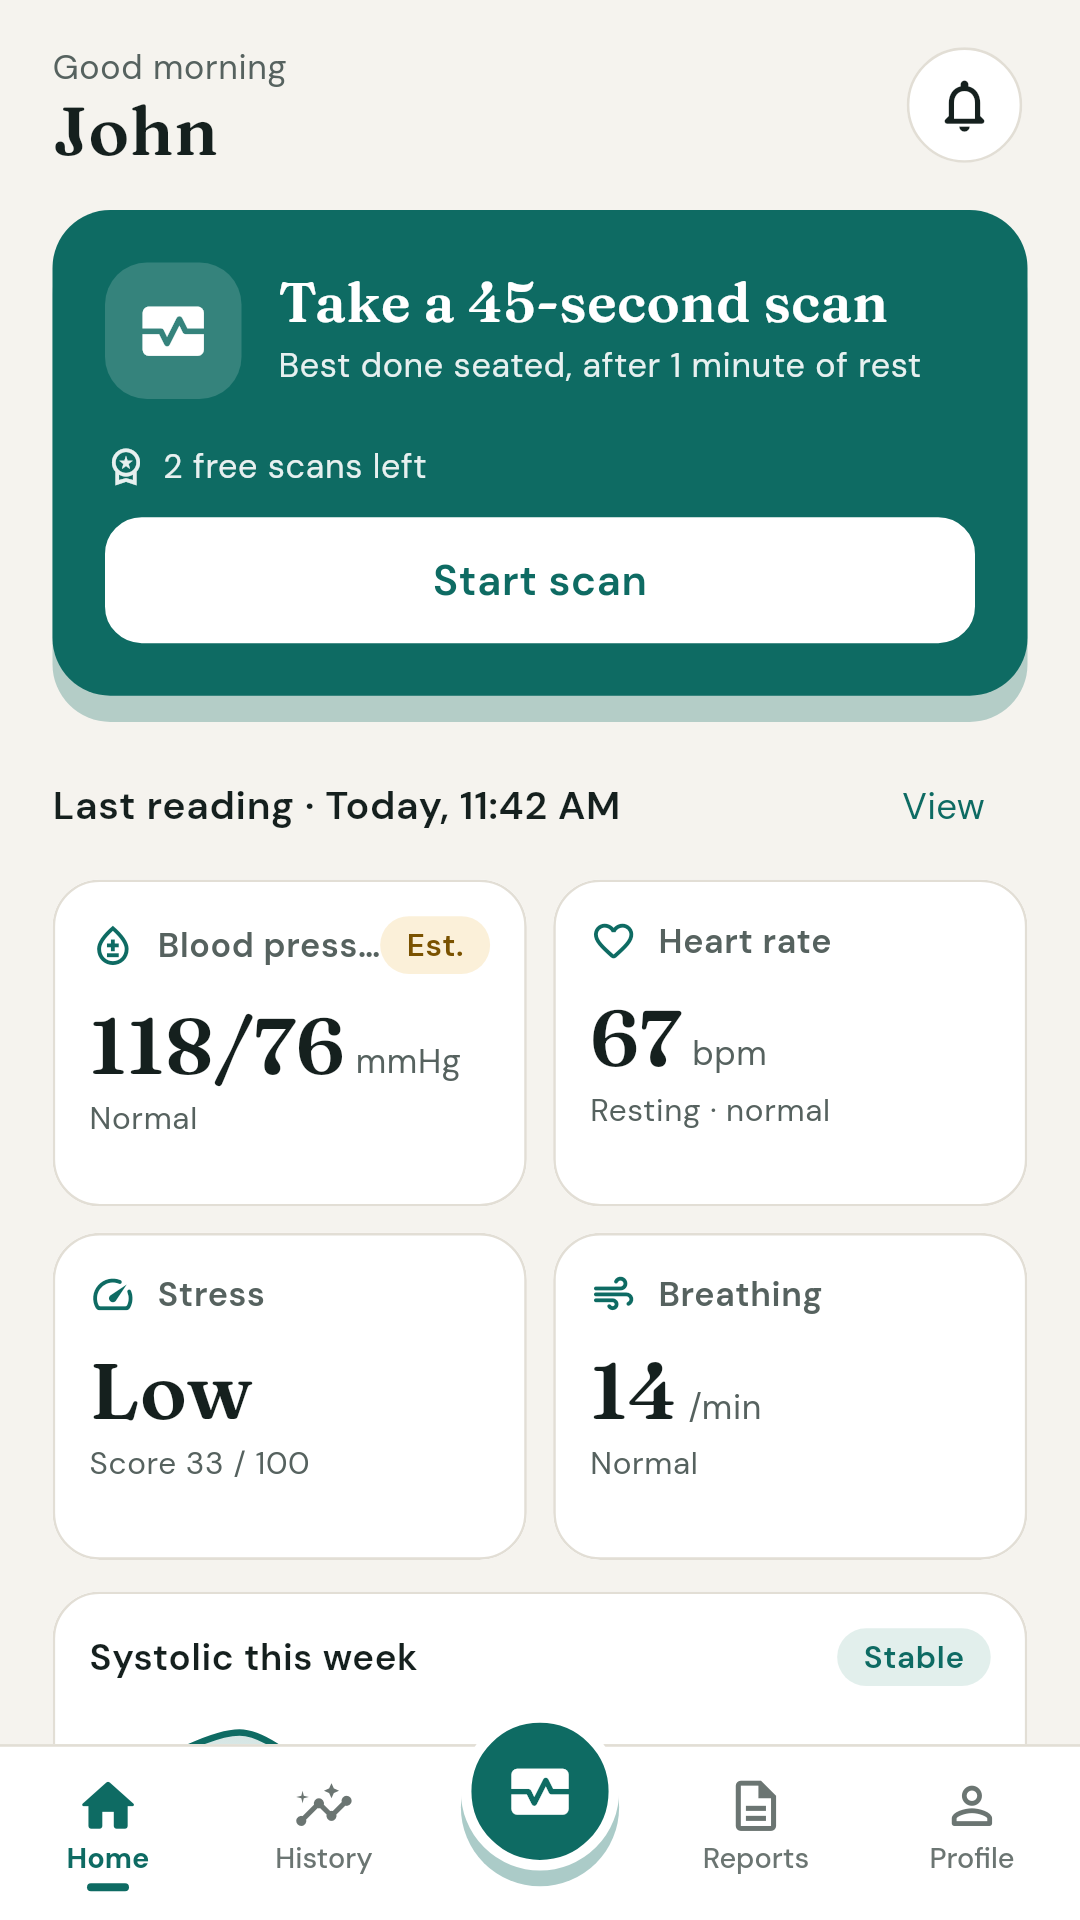 Good morning
John
Take a 45-second scan
Best done seated, after 1 minute of rest
2 free scans left
Start scan
Last reading · Today, 11:42 AM
View
Blood press...
Est.
118/76 mmHg
Normal
Heart rate
67 bpm
Resting · normal
Stress
Low
Score 33 / 100
Breathing
14 /min
Normal
Systolic this week
Stable
Home
History
Reports
Profile